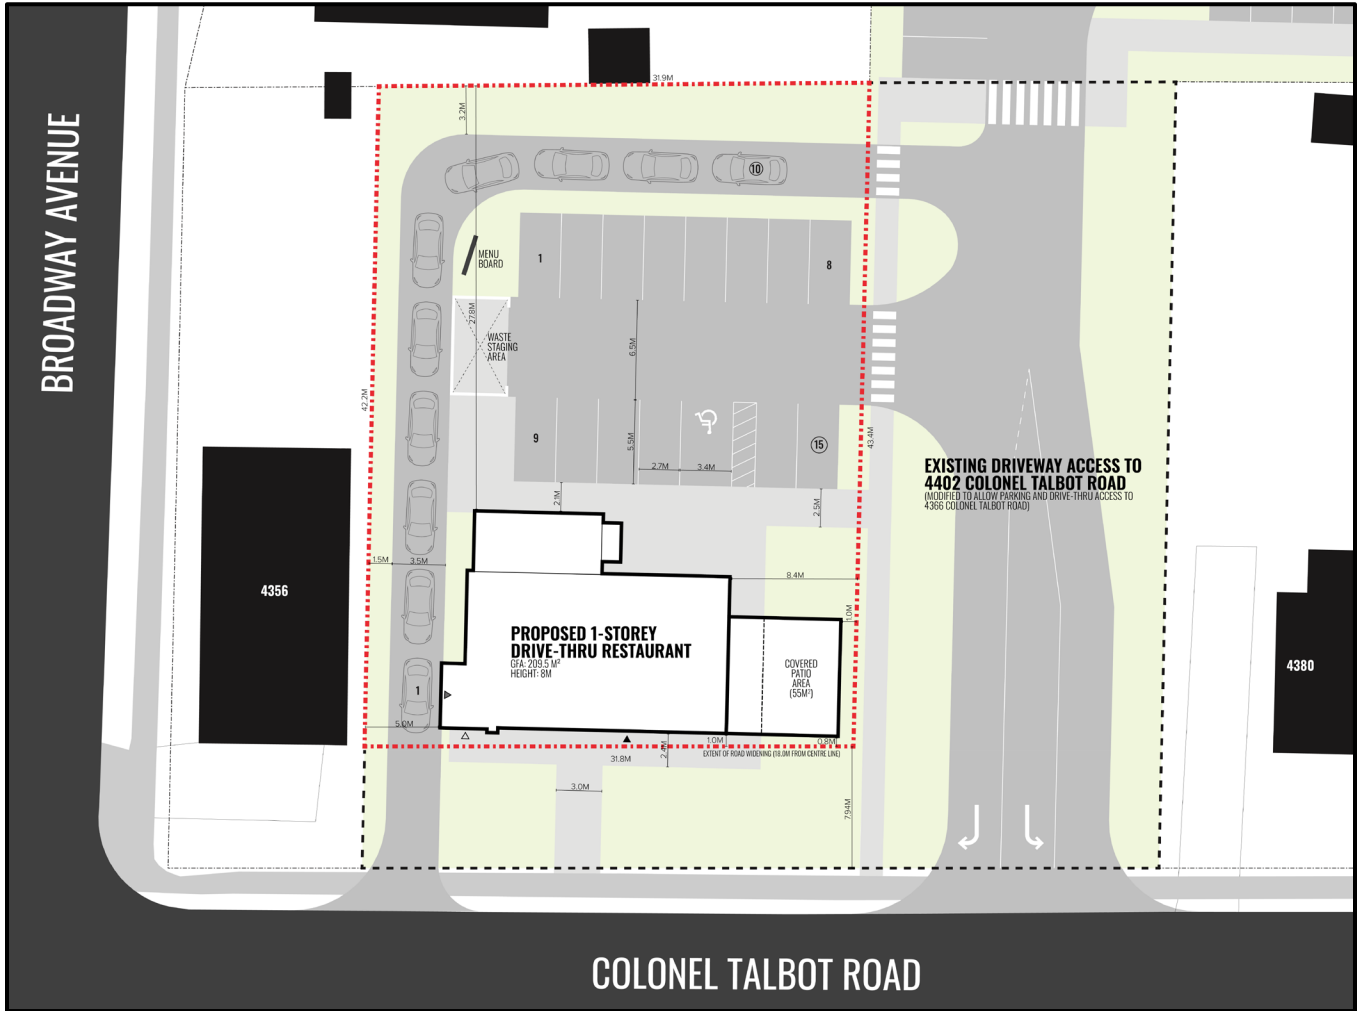 31.9M
3.2M
BROADWAY AVENUE
10
MENU
BOARD
1
8
27.8M
WASTE
STAGING
AREA
6.5M
42.2M
9
5.5M
15
43.4M
2.7M
3.4M
EXISTING DRIVEWAY ACCESS TO
4402 COLONEL TALBOT ROAD
(MODIFIED TO ALLOW PARKING AND DRIVE-THRU ACCESS TO
4366 COLONEL TALBOT ROAD)
2.1M
2.5M
1.5M
3.5M
8.4M
4356
1.0M
PROPOSED 1-STOREY
DRIVE-THRU RESTAURANT
GFA: 209.5 M²
HEIGHT: 8M
COVERED
PATIO
AREA
(55M²)
4380
1
5.0M
2.4M
1.0M
0.8M
EXTENT OF ROAD WIDENING (18.0M FROM CENTRE LINE)
31.8M
3.0M
7.94M
COLONEL TALBOT ROAD